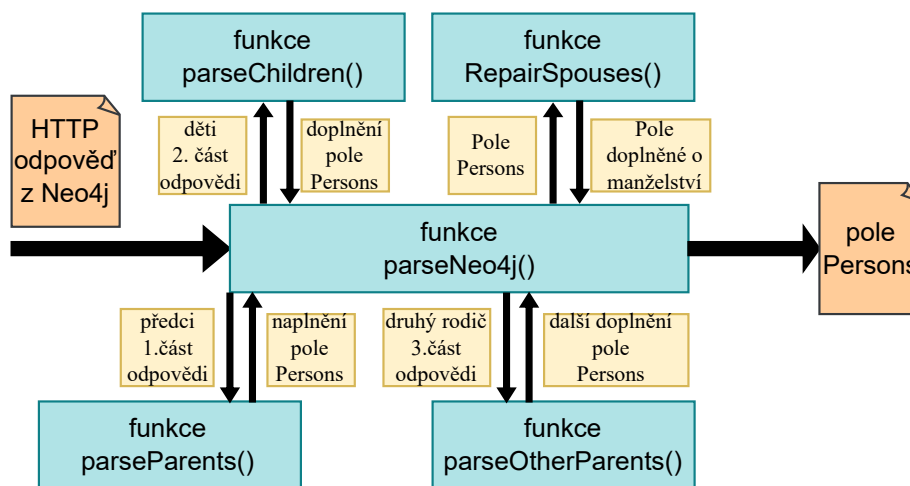 funkce
parseChildren()
funkce
RepairSpouses()
HTTP
odpověď
z Neo4j
děti
2. část
odpovědi
doplnění
pole
Persons
Pole
Persons
Pole
doplněné o
manželství
funkce
parseNeo4j()
pole
Persons
předci
1.část
odpovědi
naplnění
pole
Persons
druhý rodič
3.část
odpovědi
další doplnění
pole
Persons
funkce
parseParents()
funkce
parseOtherParents()